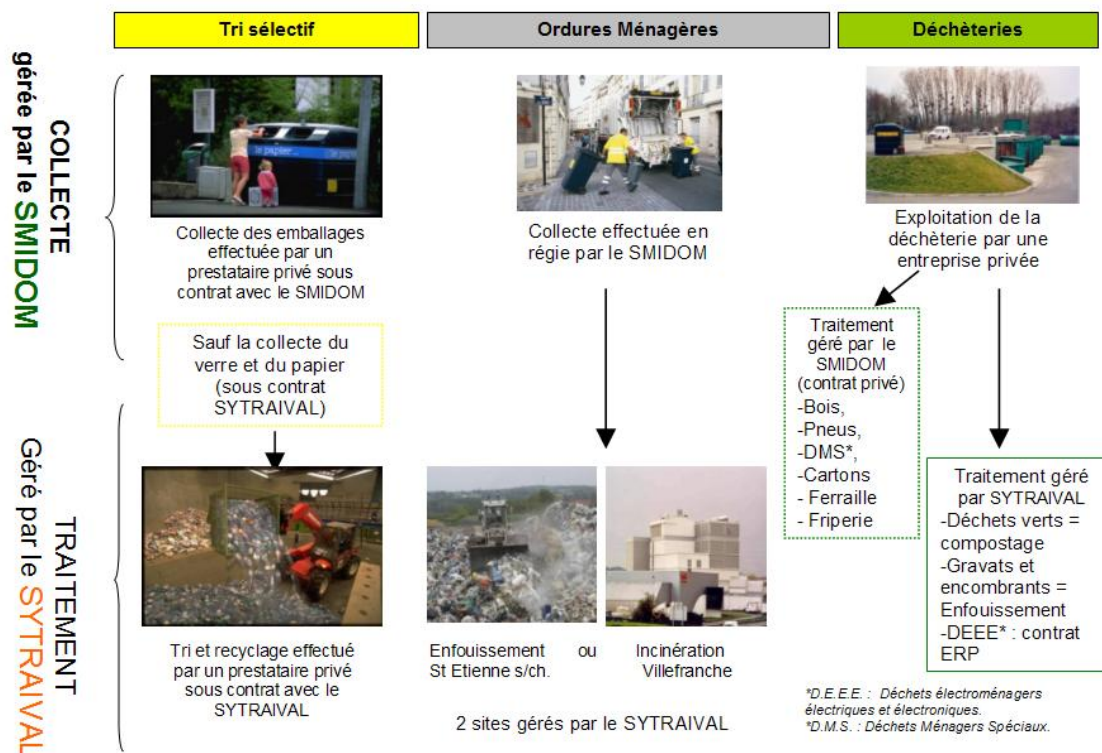 Tri sélectif
Ordures Ménagères
Déchèteries
COLLECTE
gérée par le SMIDOM
le papier...
Collecte des emballages
effectuée par un
prestataire privé sous
contrat avec le SMIDOM
Collecte effectuée en
régie par le SMIDOM
Exploitation de la
déchèterie par une
entreprise privée
Sauf la collecte du
verre et du papier
(sous contrat
SYTRAIVAL)
Traitement
géré par le
SMIDOM
(contrat privé)
-Bois,
-Pneus,
-DMS*,
-Cartons
- Ferraille
- Friperie
TRAITEMENT
Géré par le SYTRAIVAL
Traitement géré
par SYTRAIVAL
-Déchets verts =
compostage
-Gravats et
encombrants =
Enfouissement
-DEEE* : contrat
ERP
Tri et recyclage effectué
par un prestataire privé
sous contrat avec le
SYTRAIVAL
Enfouissement ou Incinération
St Etienne s/ch. Villefranche
2 sites gérés par le SYTRAIVAL
*D.E.E.E. : Déchets électroménagers
électriques et électroniques.
*D.M.S. : Déchets Ménagers Spéciaux.